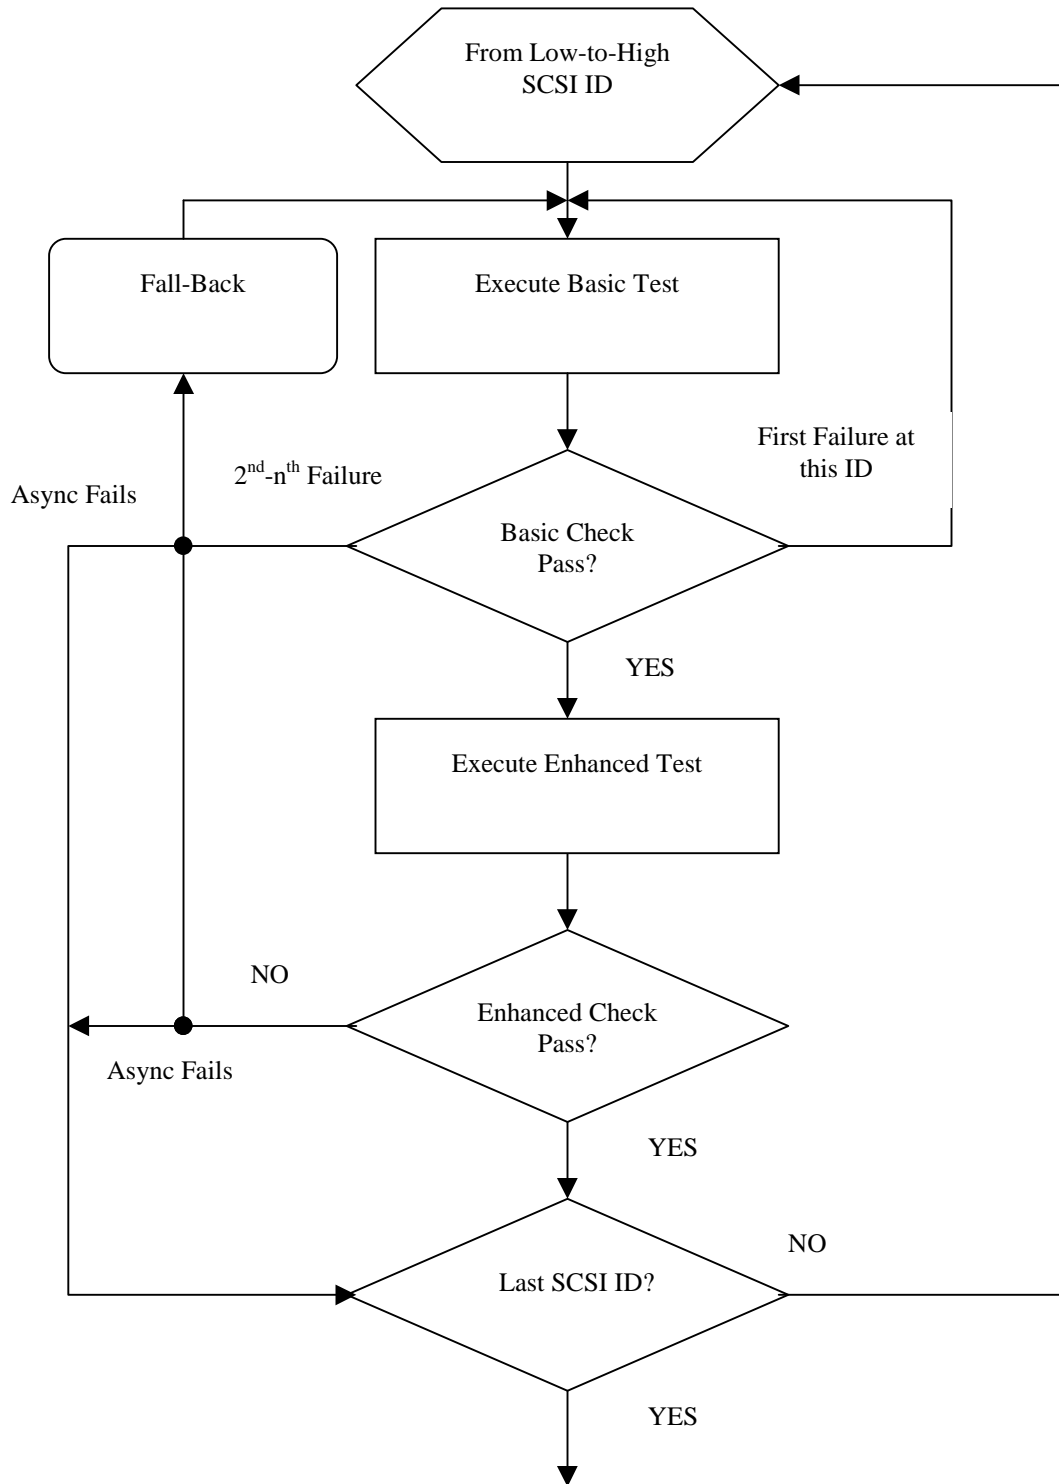 From Low-to-High
SCSI ID
Fall-Back
Execute Basic Test
First Failure at
this ID
2nd-nth Failure
Async Fails
Basic Check
Pass?
YES
Execute Enhanced Test
NO
Enhanced Check
Pass?
Async Fails
YES
NO
Last SCSI ID?
YES